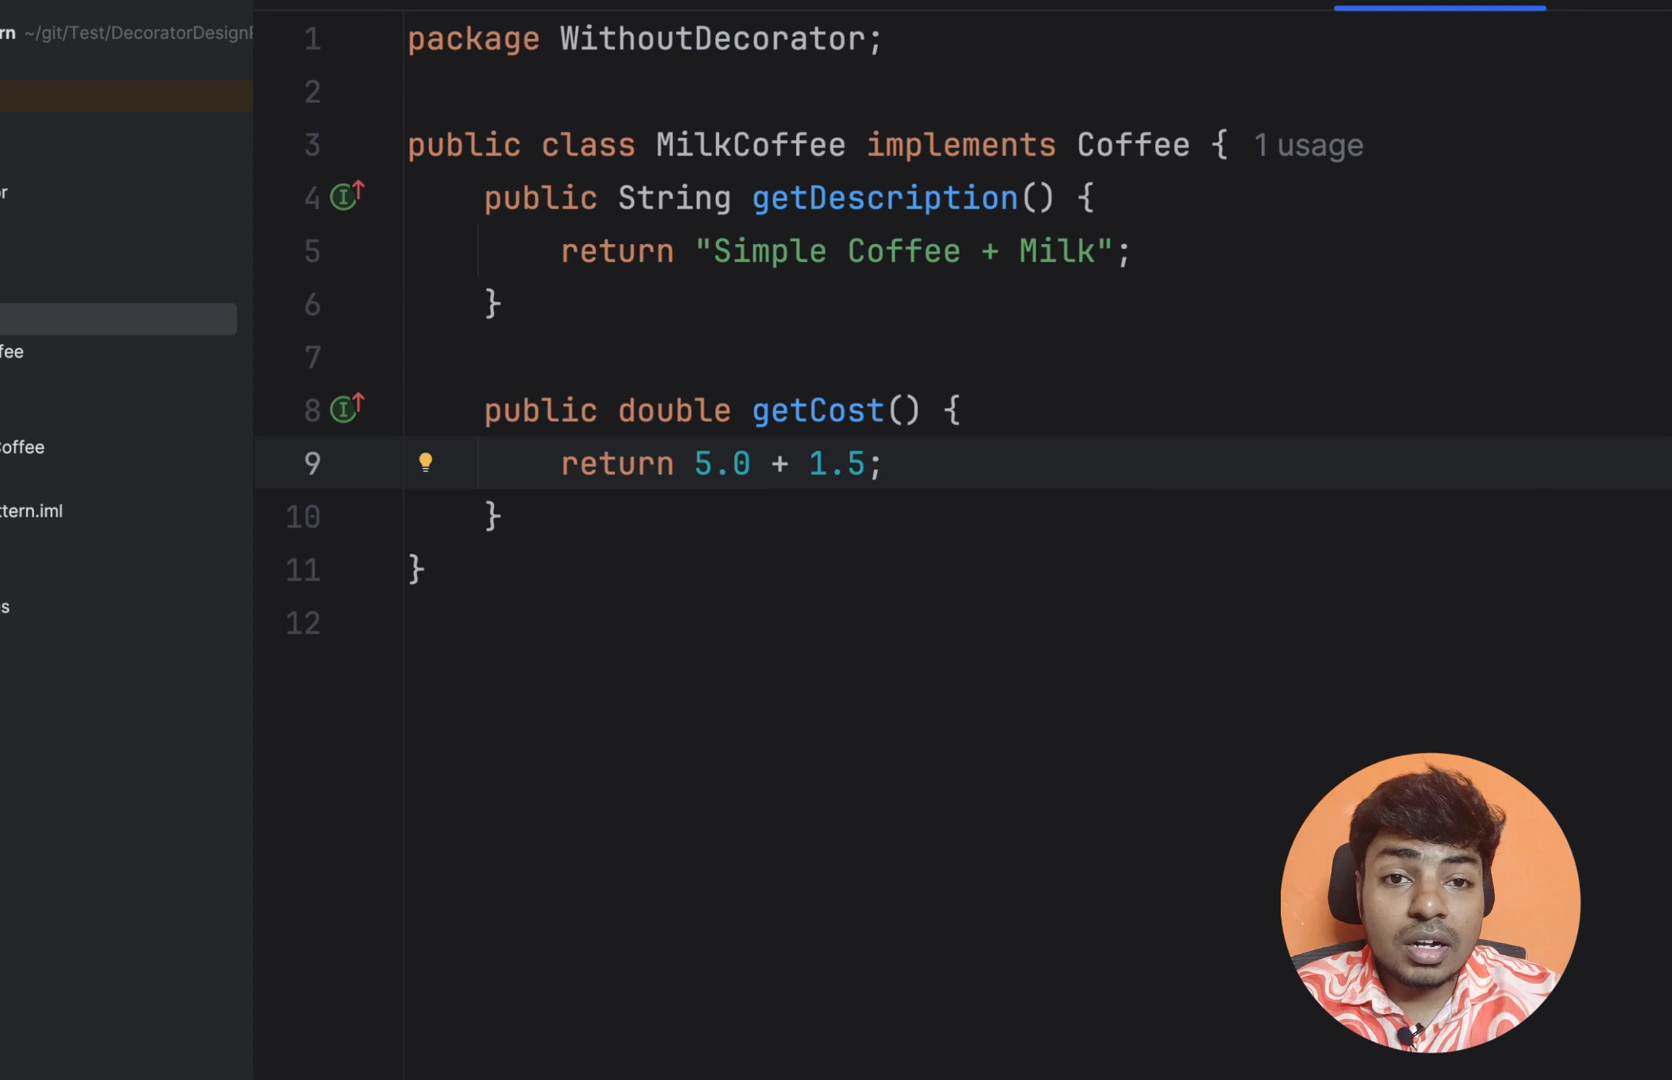 rn ~/git/Test/DecoratorDesign
1 package WithoutDecorator;
2
3 public class MilkCoffee implements Coffee { 1 usage
r
4 public String getDescription() {
5 return "Simple Coffee + Milk";
6 }
fee
7
8 public double getCost() {
offee
9 return 5.0 + 1.5;
tern.iml
10 }
11 }
s
12